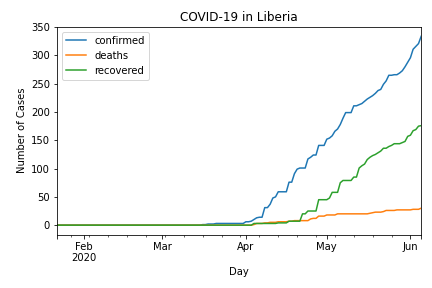 COVID-19 in Liberia
350
300
250
200
150
100
50
0
Number of Cases
confirmed
deaths
recovered
Feb
2020
Mar
Apr
May
Jun
Day